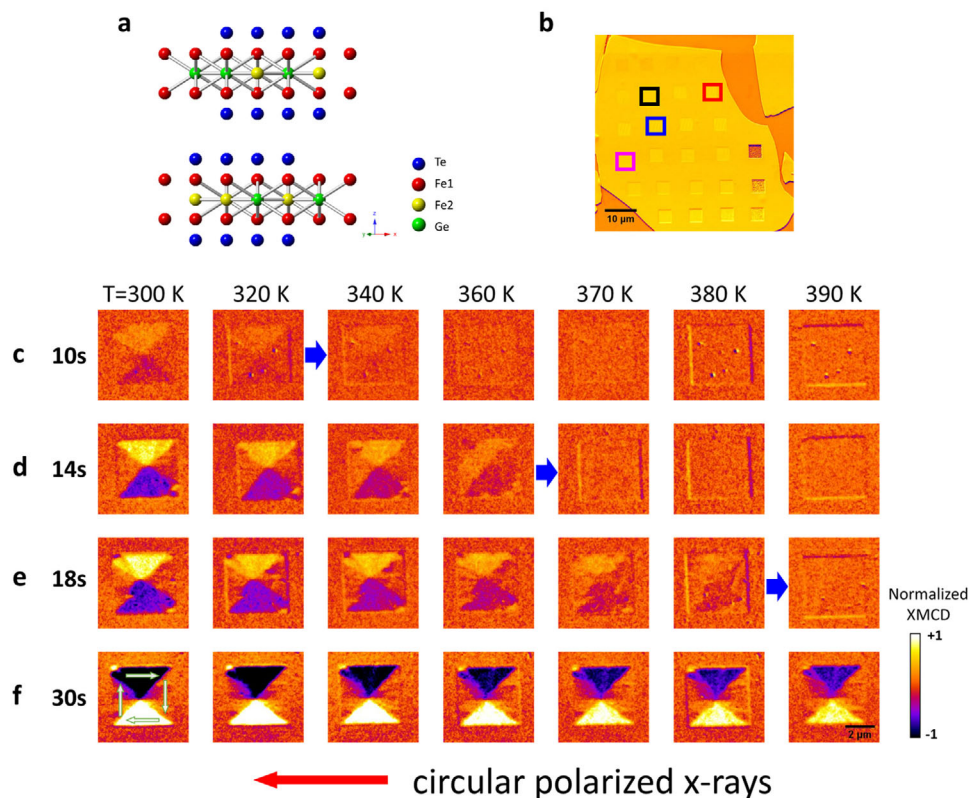 a
b
Te
Fe1
Fe2
Ge
z
y
x
10 µm
T=300 K 320 K 340 K 360 K 370 K 380 K 390 K
c 10s
d 14s
e 18s
Normalized
XMCD
+1
f 30s
2 µm
-1
circular polarized x-rays